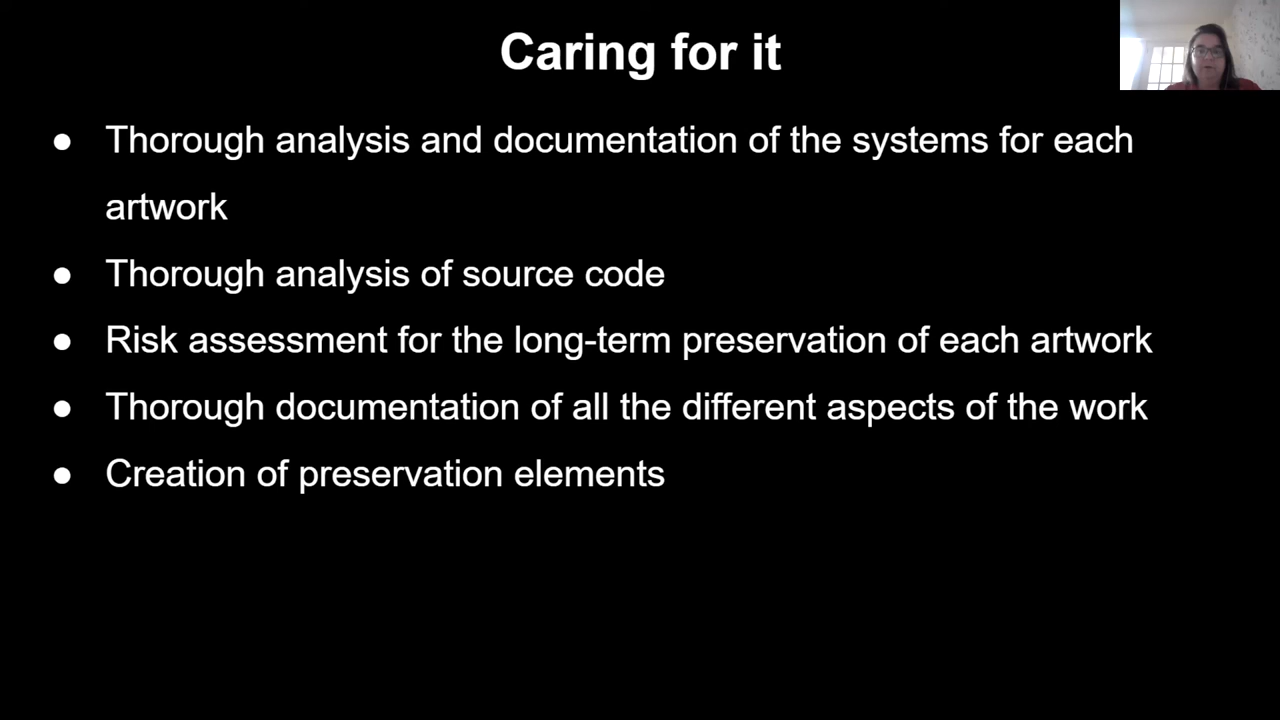 Caring for it
● Thorough analysis and documentation of the systems for each
artwork
● Thorough analysis of source code
● Risk assessment for the long-term preservation of each artwork
● Thorough documentation of all the different aspects of the work
● Creation of preservation elements